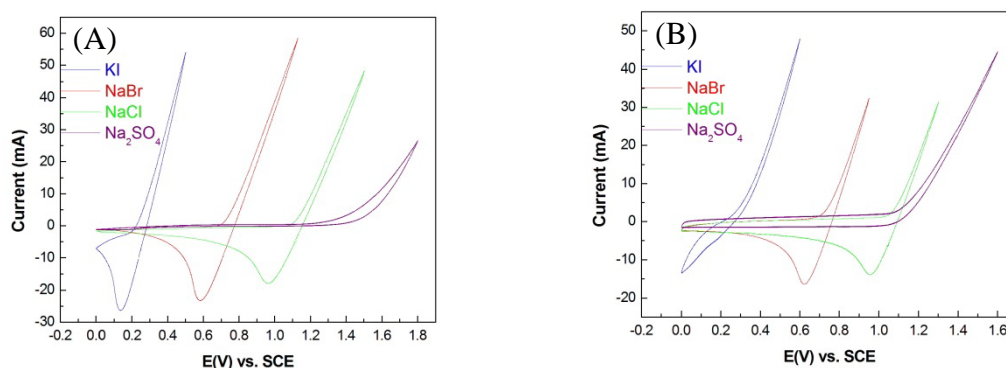 (A)
KI
NaBr
NaCl
Na₂SO₄
Current (mA)
60
50
40
30
20
10
0
-10
-20
-30
-0.2 0.0 0.2 0.4 0.6 0.8 1.0 1.2 1.4 1.6 1.8
E(V) vs. SCE
(B)
KI
NaBr
NaCl
Na₂SO₄
Current (mA)
50
40
30
20
10
0
-10
-20
-0.2 0.0 0.2 0.4 0.6 0.8 1.0 1.2 1.4 1.6
E(V) vs. SCE